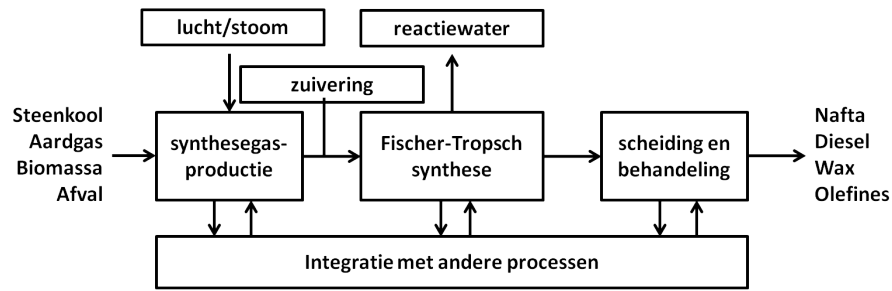 lucht/stoom
reactiewater
zuivering
Steenkool
Aardgas
Biomassa
Afval
synthesegas-
productie
Fischer-Tropsch
synthese
scheiding en
behandeling
Nafta
Diesel
Wax
Olefines
Integratie met andere processen